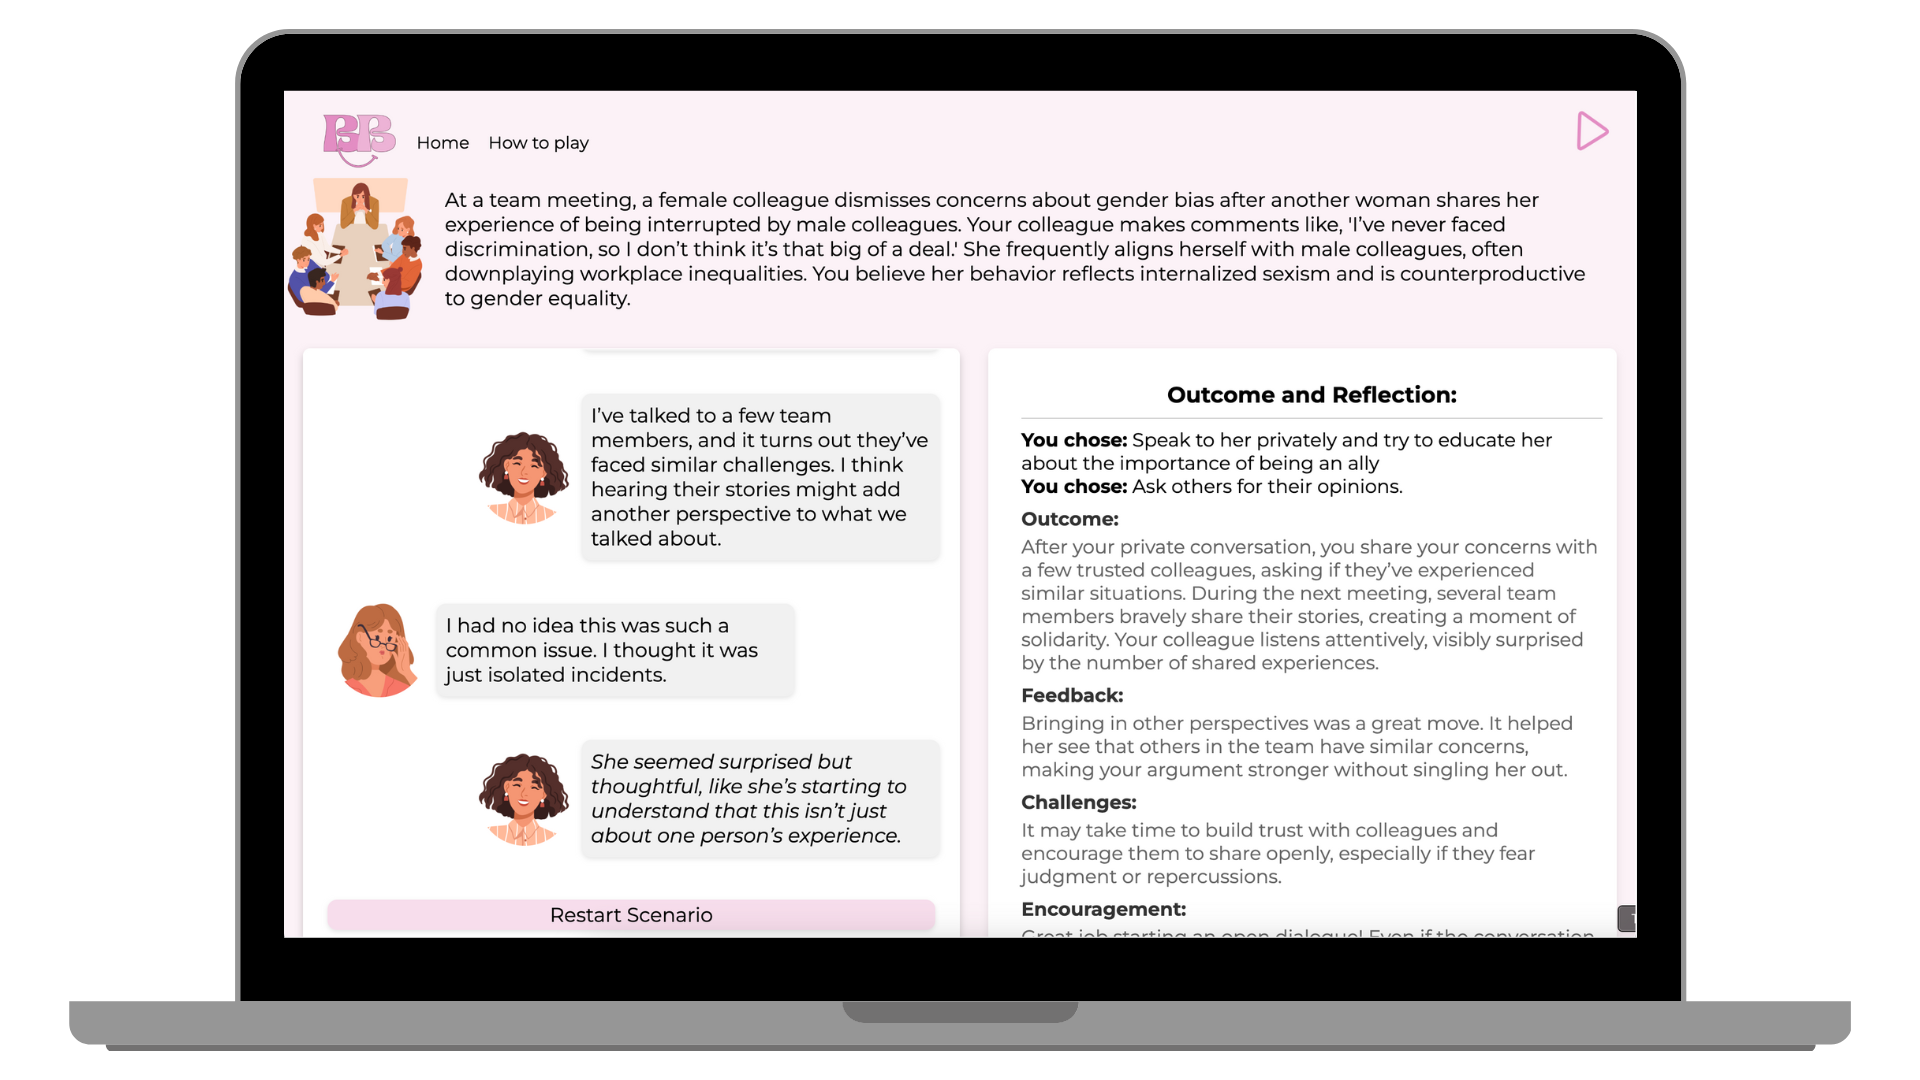 BB
Home How to play
At a team meeting, a female colleague dismisses concerns about gender bias after another woman shares her
experience of being interrupted by male colleagues. Your colleague makes comments like, 'I’ve never faced
discrimination, so I don’t think it’s that big of a deal.' She frequently aligns herself with male colleagues, often
downplaying workplace inequalities. You believe her behavior reflects internalized sexism and is counterproductive
to gender equality.
I’ve talked to a few team
members, and it turns out they’ve
faced similar challenges. I think
hearing their stories might add
another perspective to what we
talked about.
I had no idea this was such a
common issue. I thought it was
just isolated incidents.
She seemed surprised but
thoughtful, like she’s starting to
understand that this isn’t just
about one person’s experience.
Restart Scenario
Outcome and Reflection:
You chose: Speak to her privately and try to educate her
about the importance of being an ally
You chose: Ask others for their opinions.
Outcome:
After your private conversation, you share your concerns with
a few trusted colleagues, asking if they’ve experienced
similar situations. During the next meeting, several team
members bravely share their stories, creating a moment of
solidarity. Your colleague listens attentively, visibly surprised
by the number of shared experiences.
Feedback:
Bringing in other perspectives was a great move. It helped
her see that others in the team have similar concerns,
making your argument stronger without singling her out.
Challenges:
It may take time to build trust with colleagues and
encourage them to share openly, especially if they fear
judgment or repercussions.
Encouragement:
Great job starting an open dialogue! Even if the conversation